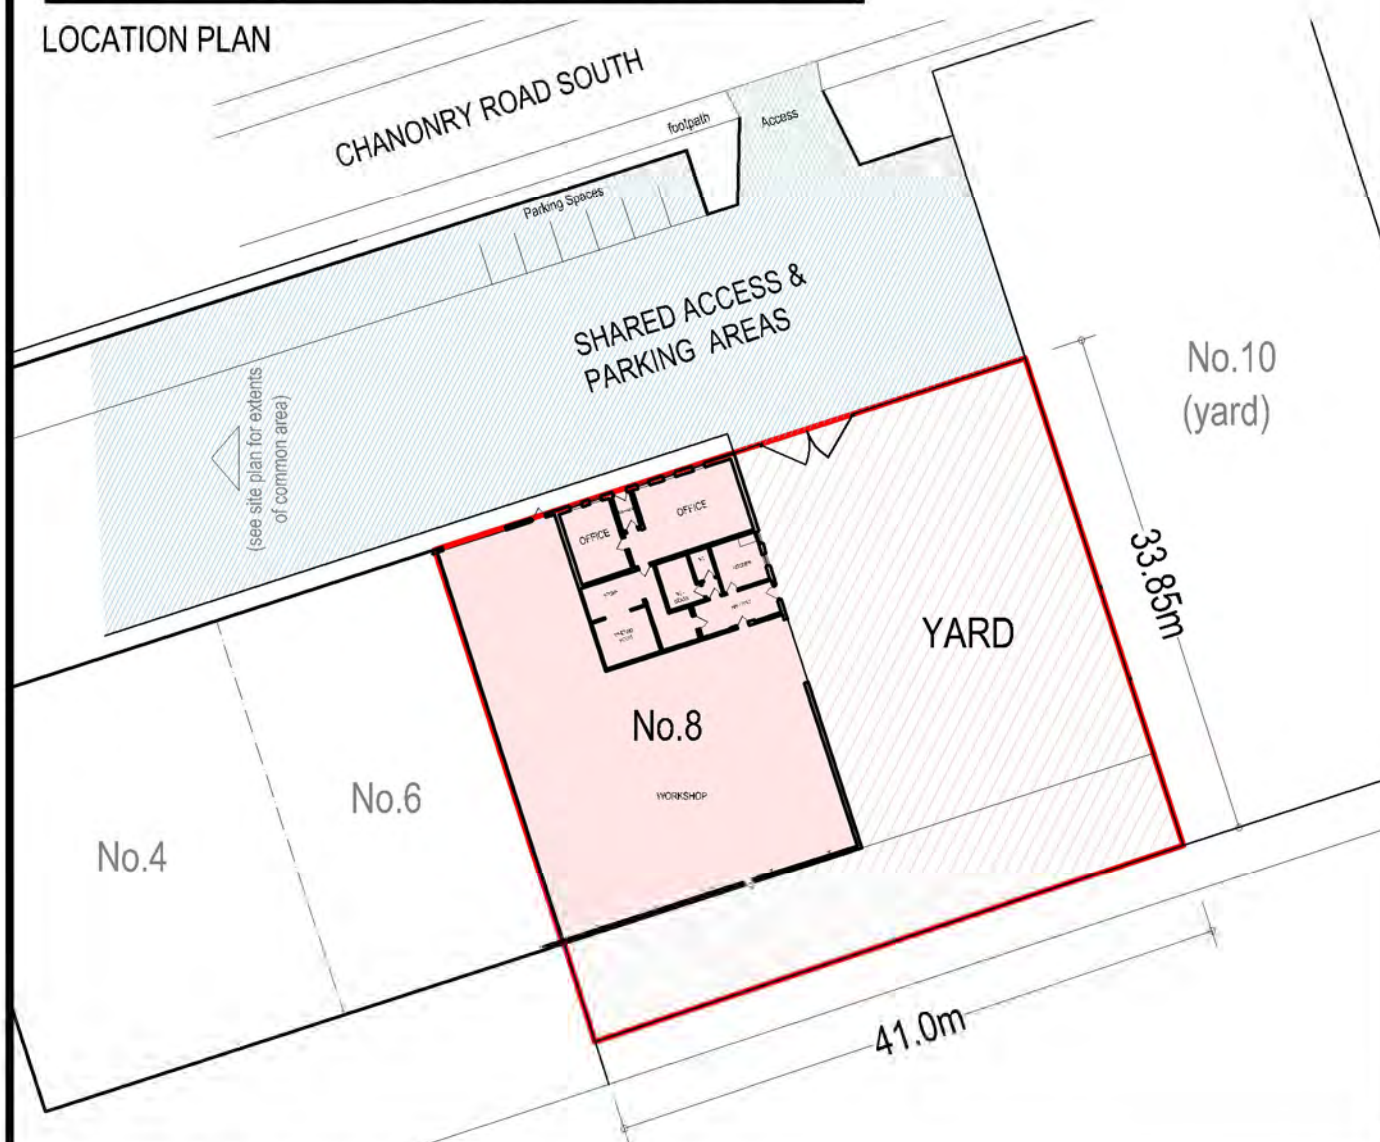 LOCATION PLAN
CHANONRY ROAD SOUTH
footpath
Access
Parking Spaces
SHARED ACCESS &
PARKING AREAS
(see site plan for extents
of common area)
No.10
(yard)
33.85m
OFFICE
OFFICE
YARD
No.8
WORKSHOP
No.6
No.4
41.0m